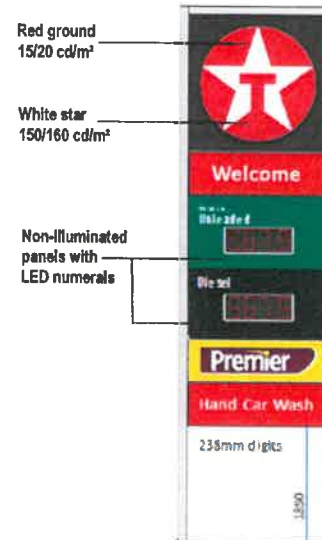 Red ground
15/20 cd/m²
White star
150/160 cd/m²
Non-illuminated
panels with
LED numerals
T
Welcome
Unleaded
Diesel
Premier
Hand Car Wash
238mm digits
1850